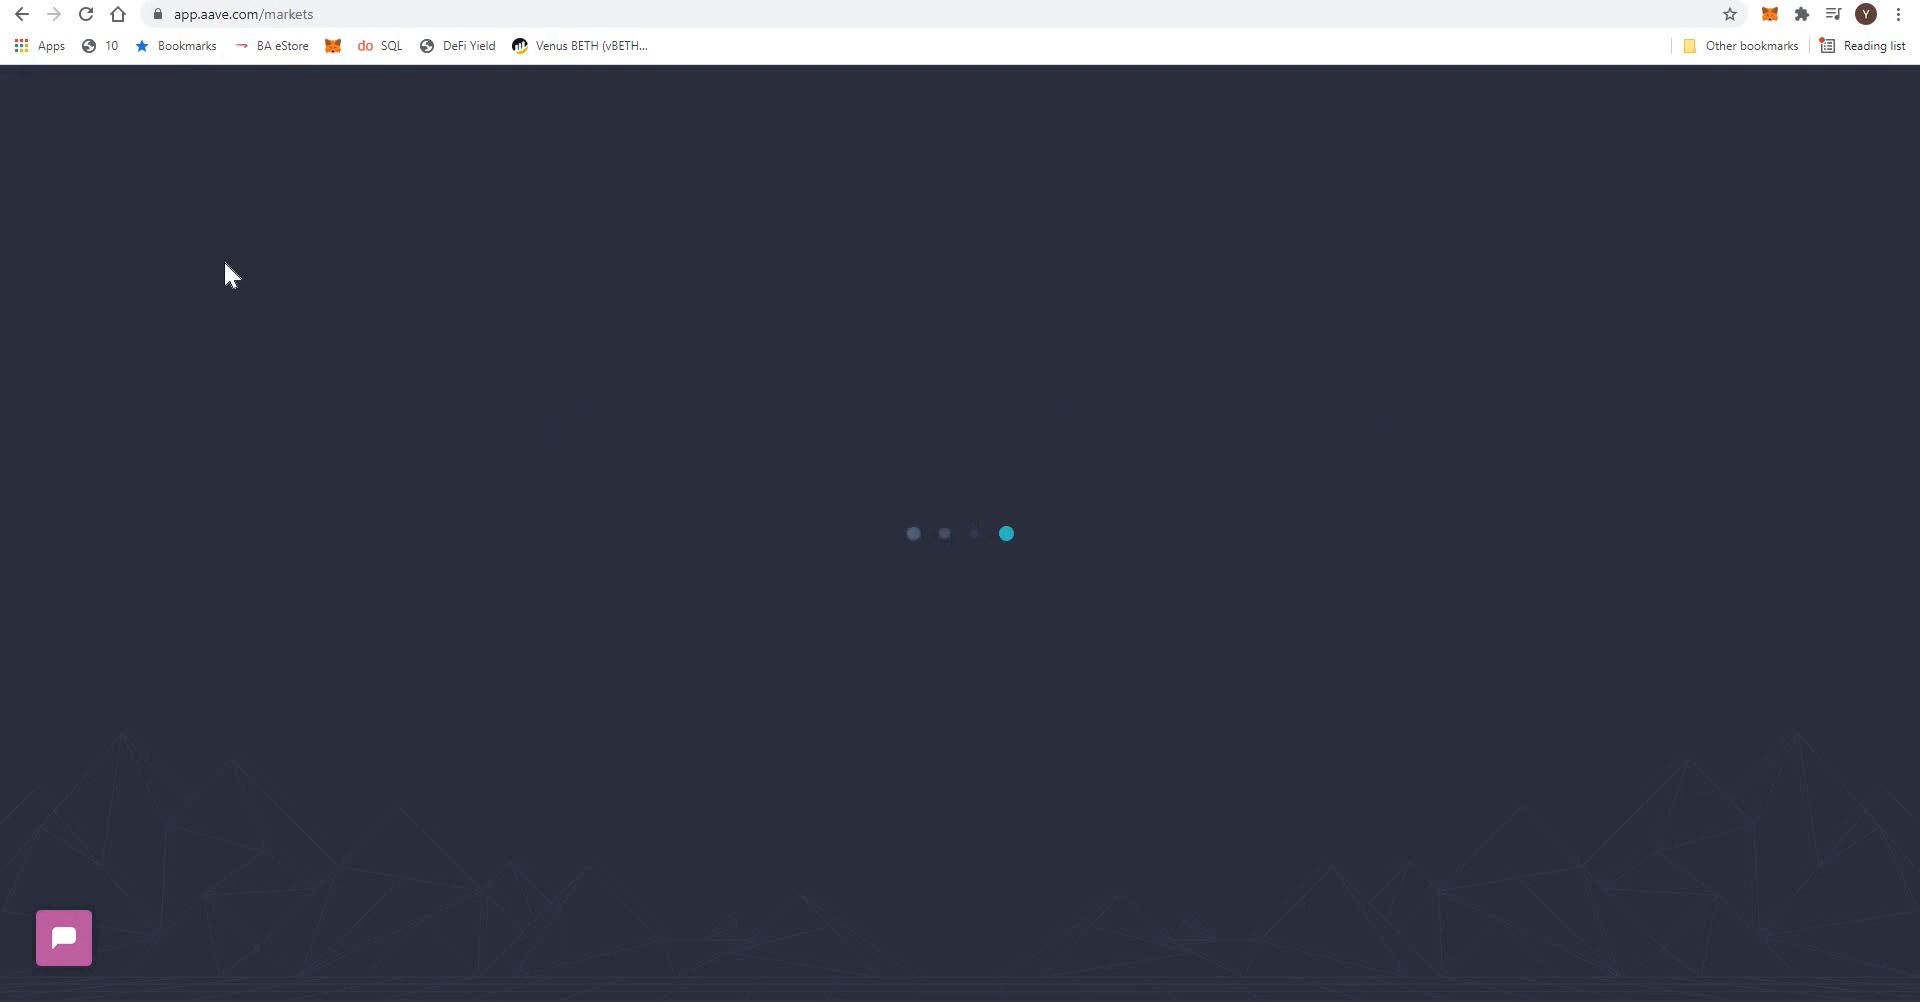 app.aave.com/markets
Y
Apps
10
Bookmarks
BA eStore
do SQL
DeFi Yield
Venus BETH (vBETH...
Other bookmarks
Reading list